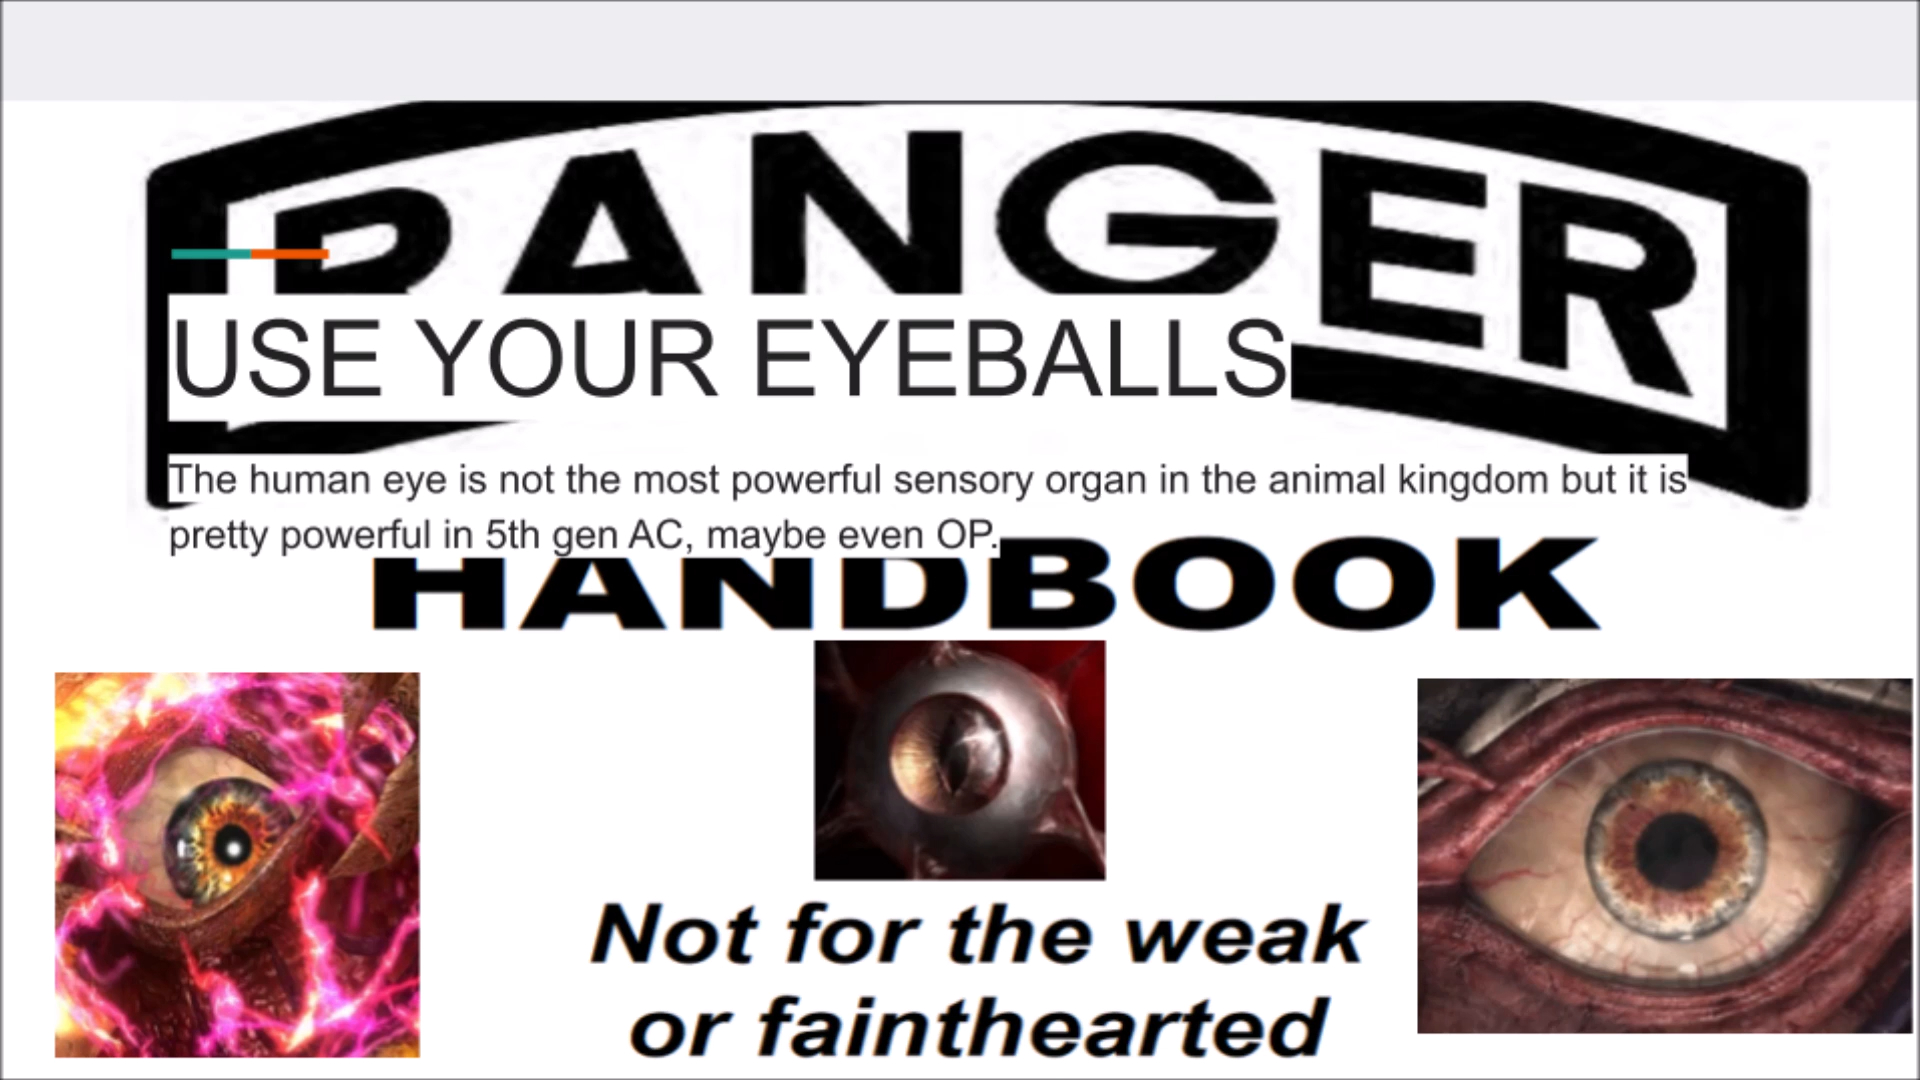 RANGER
USE YOUR EYEBALLS
The human eye is not the most powerful sensory organ in the animal kingdom but it is
pretty powerful in 5th gen AC, maybe even OP.
HANDBOOK
Not for the weak
or fainthearted